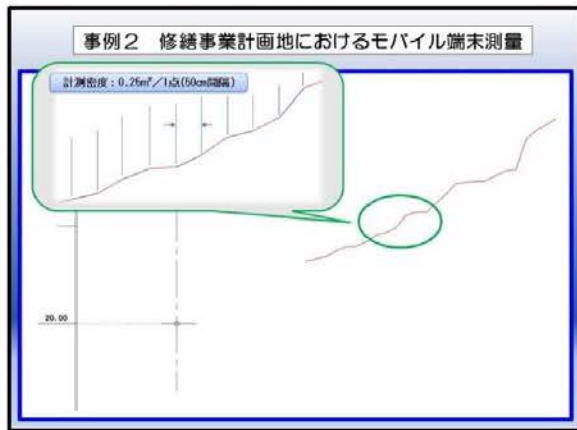 事例2 修繕事業計画地におけるモバイル端末測量
計測密度：0.25㎡／1点(50cm間隔)
20.00